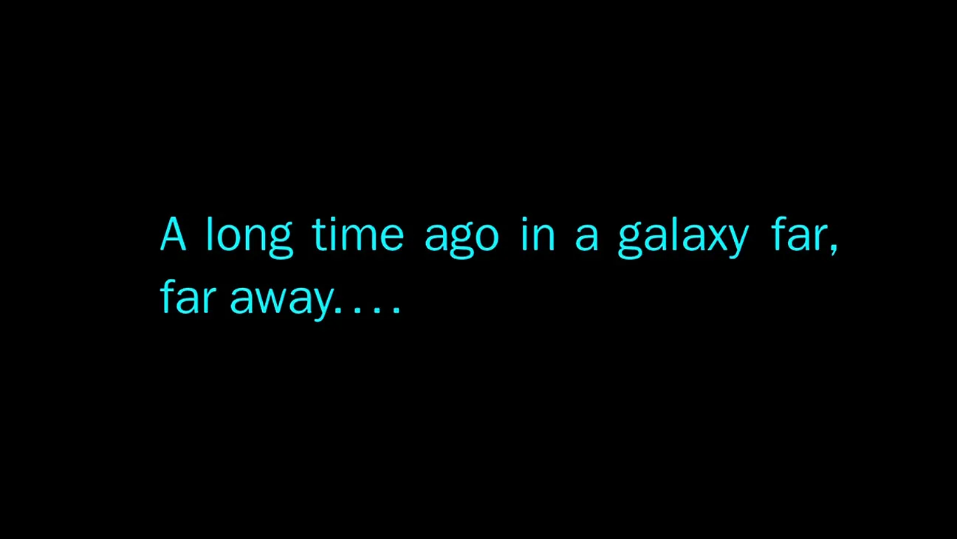 A long time ago in a galaxy far,
far away. . . .